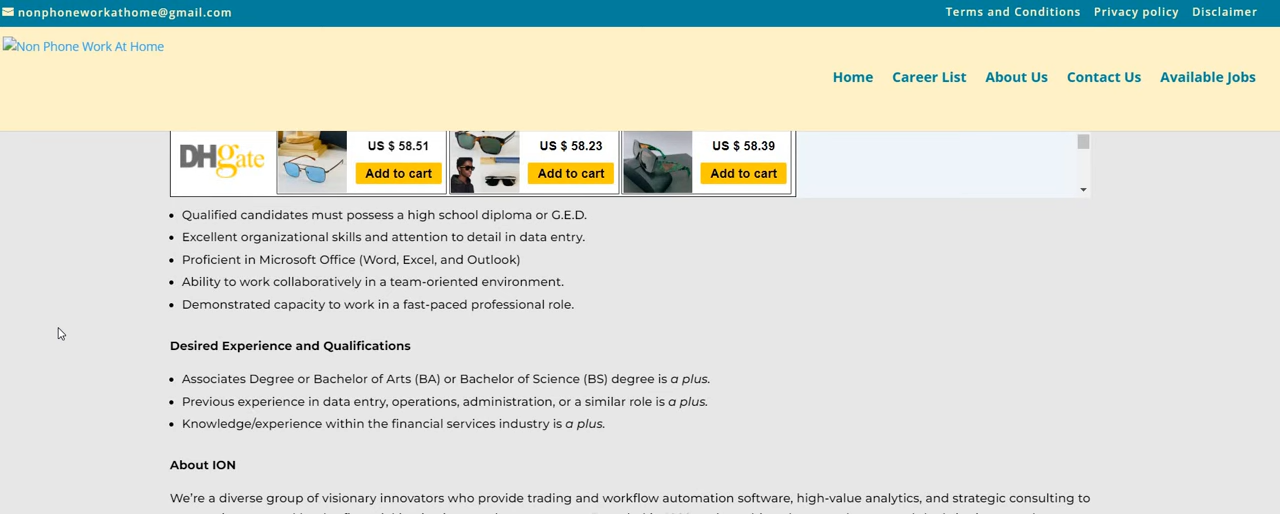 nonphoneworkathome@gmail.com
Terms and Conditions Privacy policy Disclaimer
Non Phone Work At Home
Home Career List About Us Contact Us Available Jobs
DHgate
US $ 58.51 US $ 58.23 US $ 58.39
Add to cart Add to cart Add to cart
• Qualified candidates must possess a high school diploma or G.E.D.
• Excellent organizational skills and attention to detail in data entry.
• Proficient in Microsoft Office (Word, Excel, and Outlook)
• Ability to work collaboratively in a team-oriented environment.
• Demonstrated capacity to work in a fast-paced professional role.
Desired Experience and Qualifications
• Associates Degree or Bachelor of Arts (BA) or Bachelor of Science (BS) degree is a plus.
• Previous experience in data entry, operations, administration, or a similar role is a plus.
• Knowledge/experience within the financial services industry is a plus.
About ION
We’re a diverse group of visionary innovators who provide trading and workflow automation software, high-value analytics, and strategic consulting to